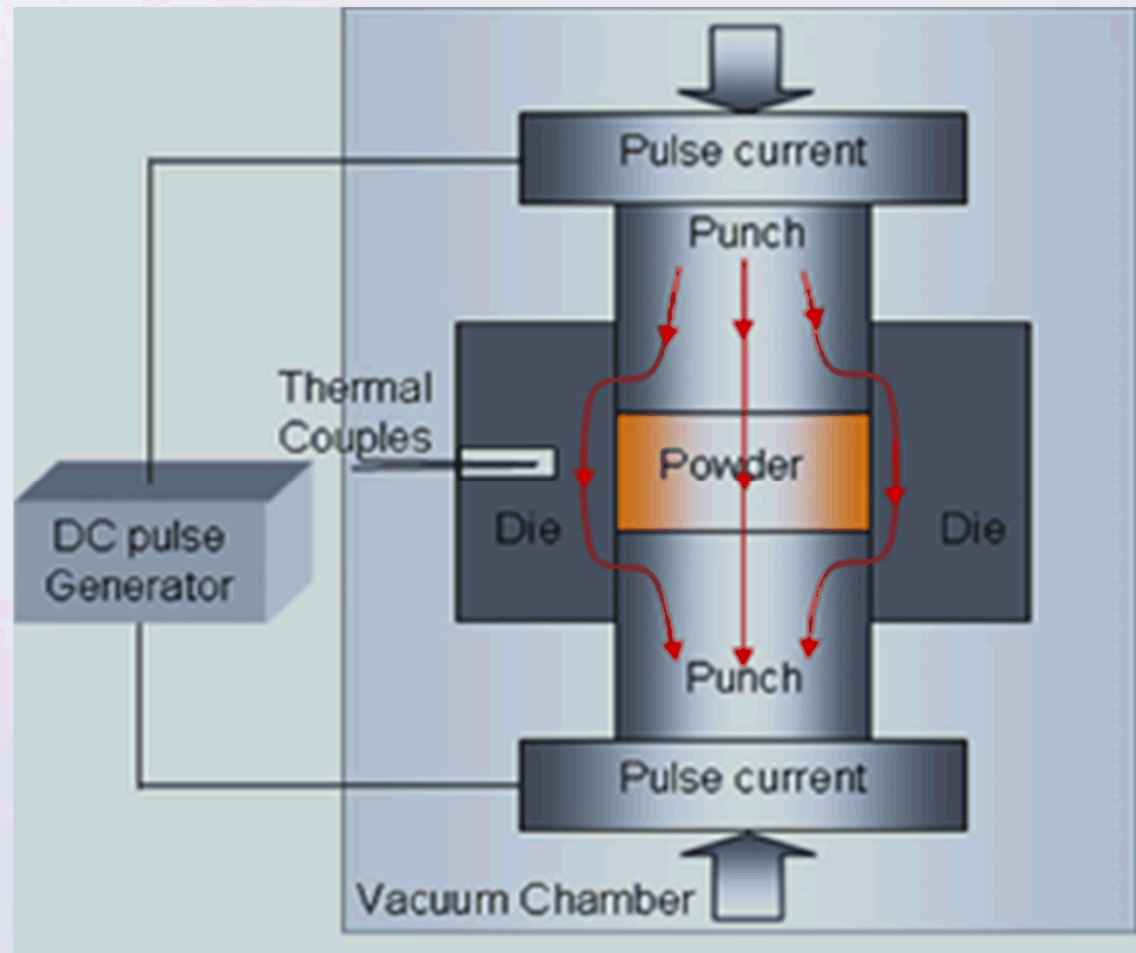 Pulse current
Punch
Thermal
Couples
Powder
Die
Die
DC pulse
Generator
Punch
Pulse current
Vacuum Chamber